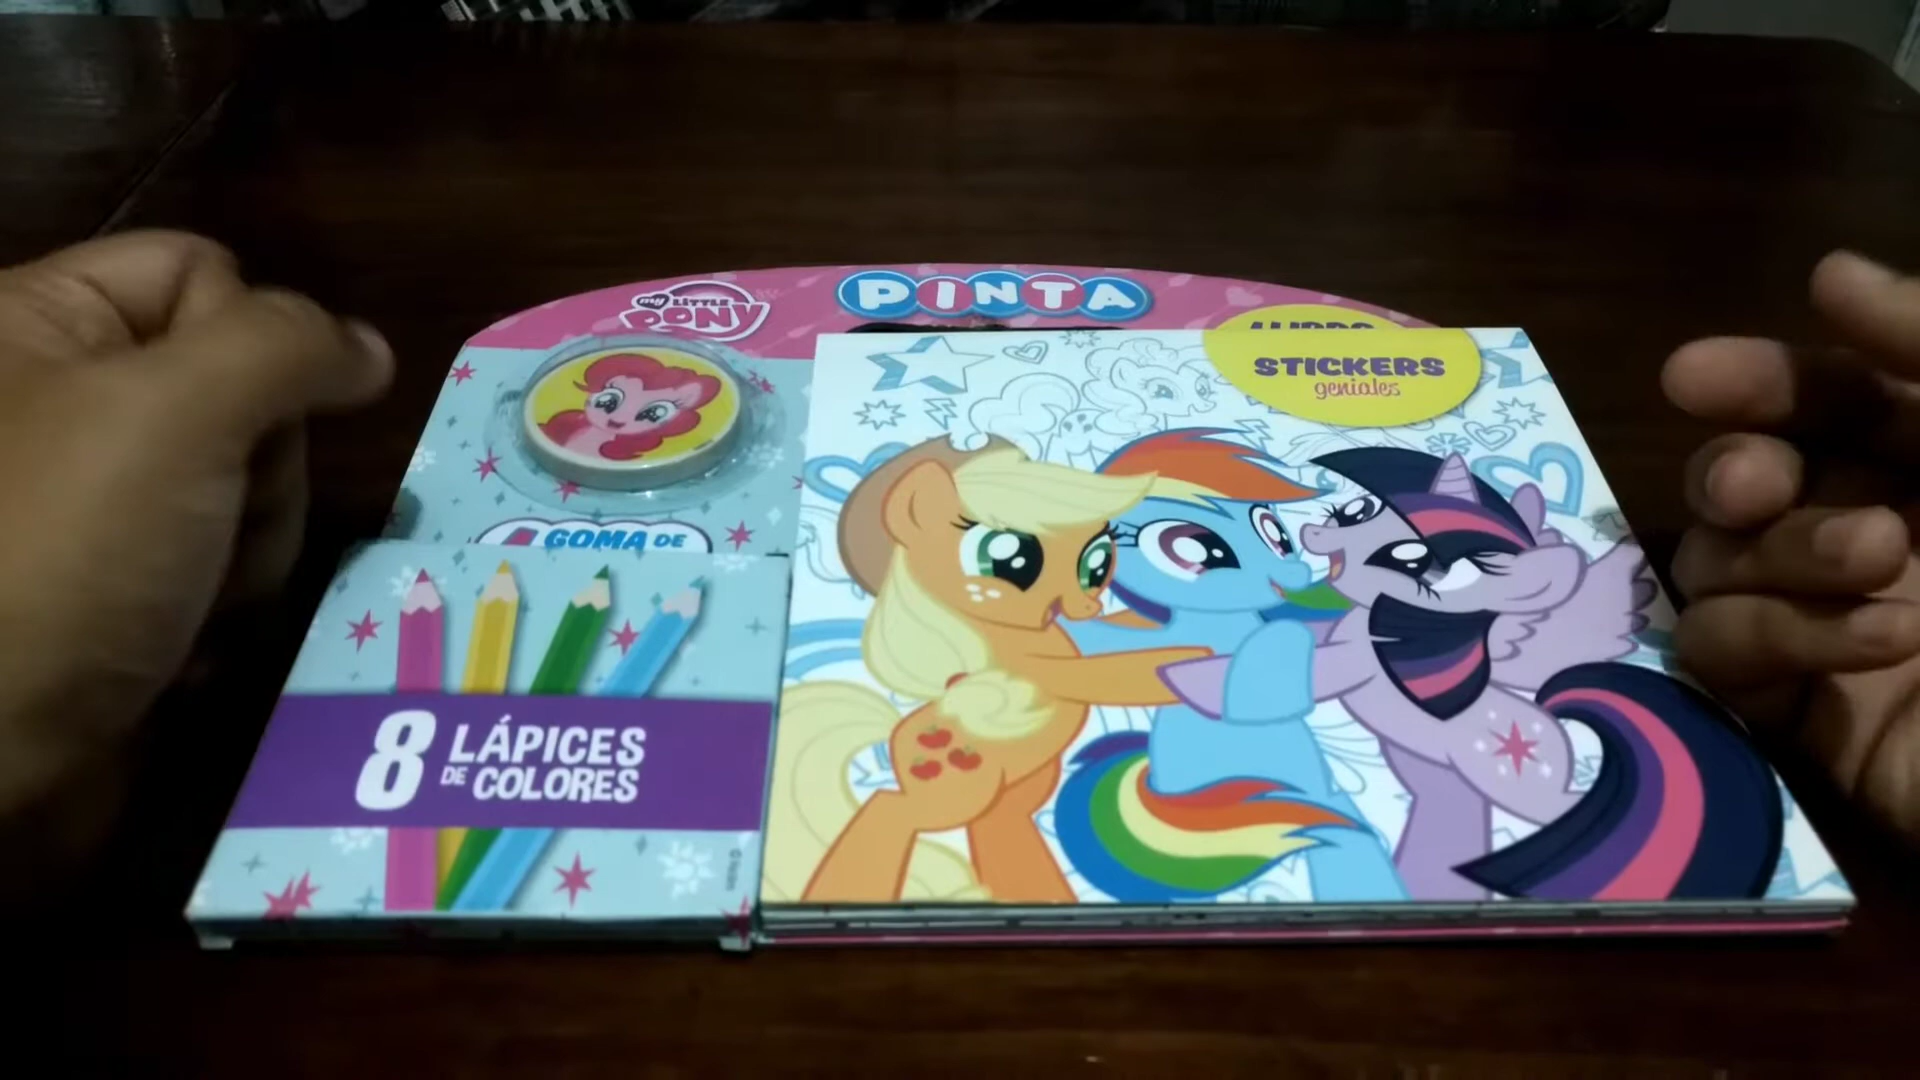 my LITTLE
PONY
PINTA
STICKERS
geniales
GOMA DE
8 LÁPICES
DE COLORES